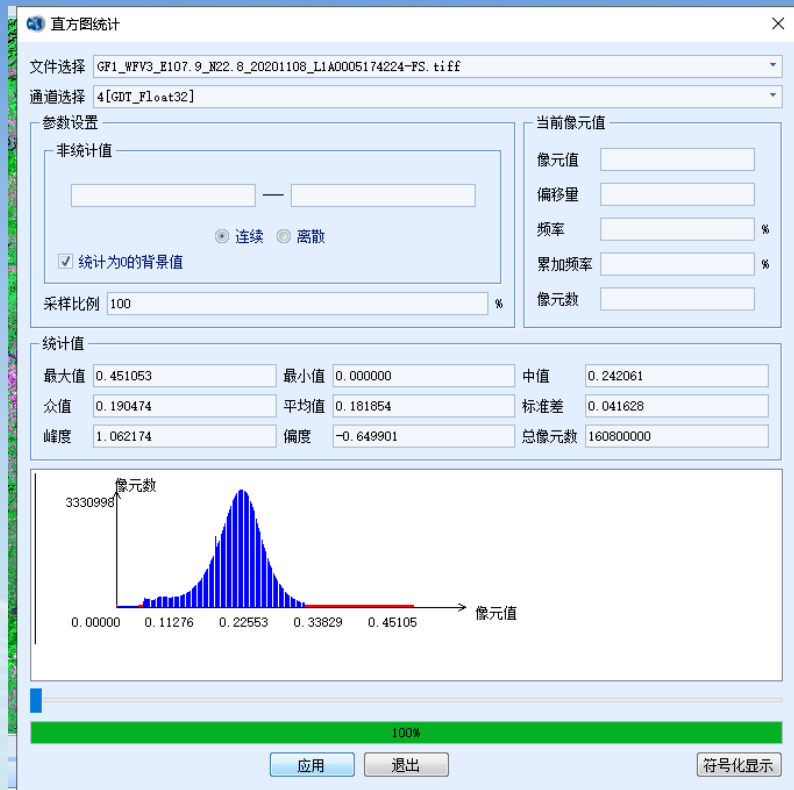 直方图统计
文件选择 GF1_WFV3_E107.9_N22.8_20201108_L1A0005174224-FS.tiff
通道选择 4[GDT_Float32]
参数设置
非统计值
—
连续 离散
统计为0的背景值
采样比例 100 %
当前像元值
像元值
偏移量
频率 %
累加频率 %
像元数
统计值
最大值 0.451053 最小值 0.000000 中值 0.242061
众值 0.190474 平均值 0.181854 标准差 0.041628
峰度 1.062174 偏度 -0.649901 总像元数 160800000
像元数
3330998
像元值
0.00000 0.11276 0.22553 0.33829 0.45105
100%
应用 退出 符号化显示